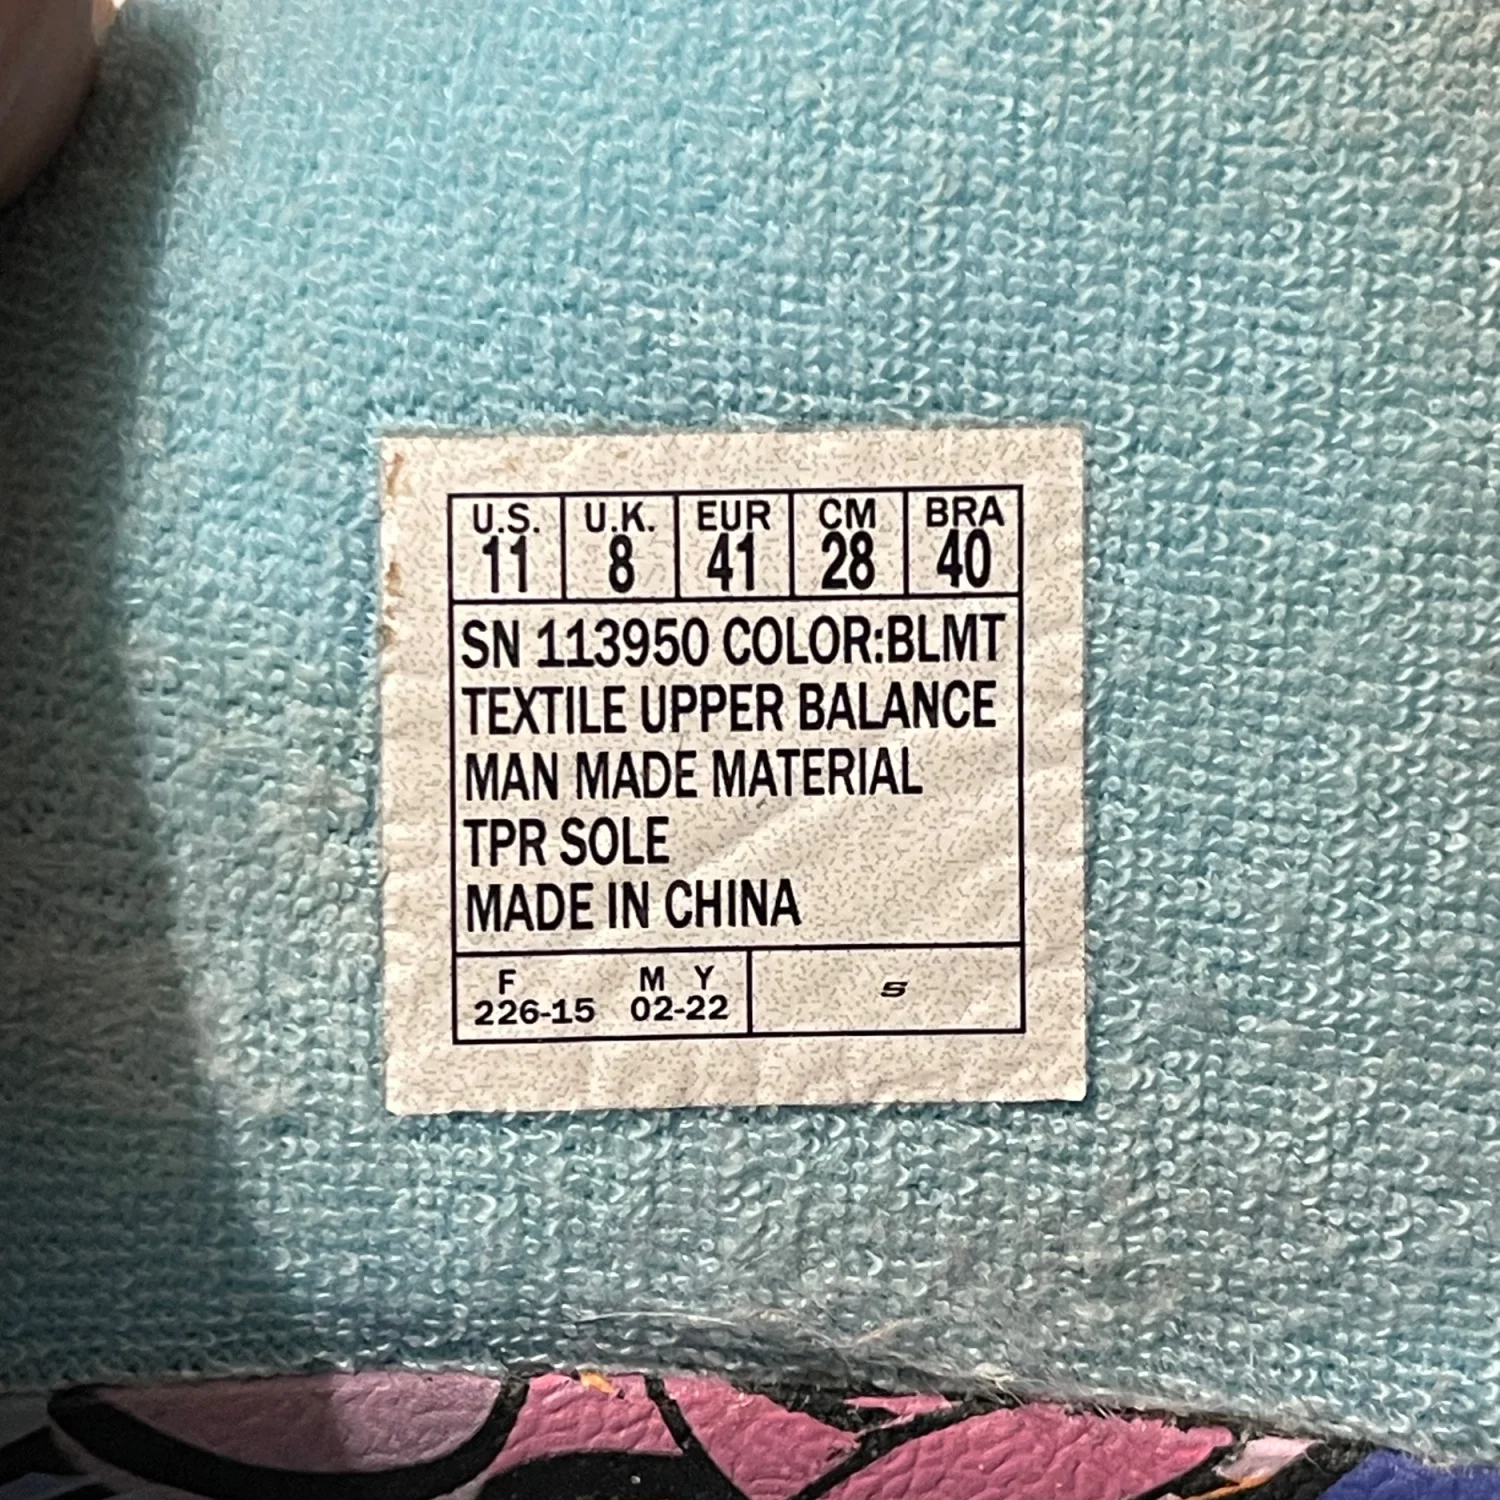 U.S. U.K. EUR CM BRA
11 8 41 28 40
SN 113950 COLOR:BLMT
TEXTILE UPPER BALANCE
MAN MADE MATERIAL
TPR SOLE
MADE IN CHINA
F M Y
226-15 02-22 S